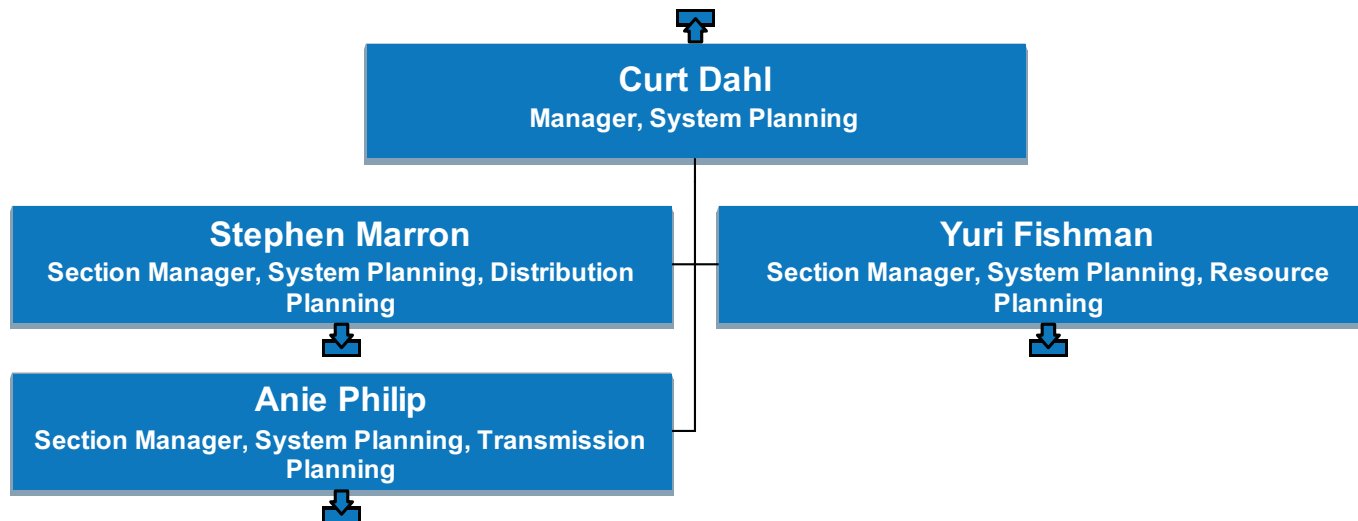 Curt Dahl
Manager, System Planning
Stephen Marron
Section Manager, System Planning, Distribution
Planning
Yuri Fishman
Section Manager, System Planning, Resource
Planning
Anie Philip
Section Manager, System Planning, Transmission
Planning